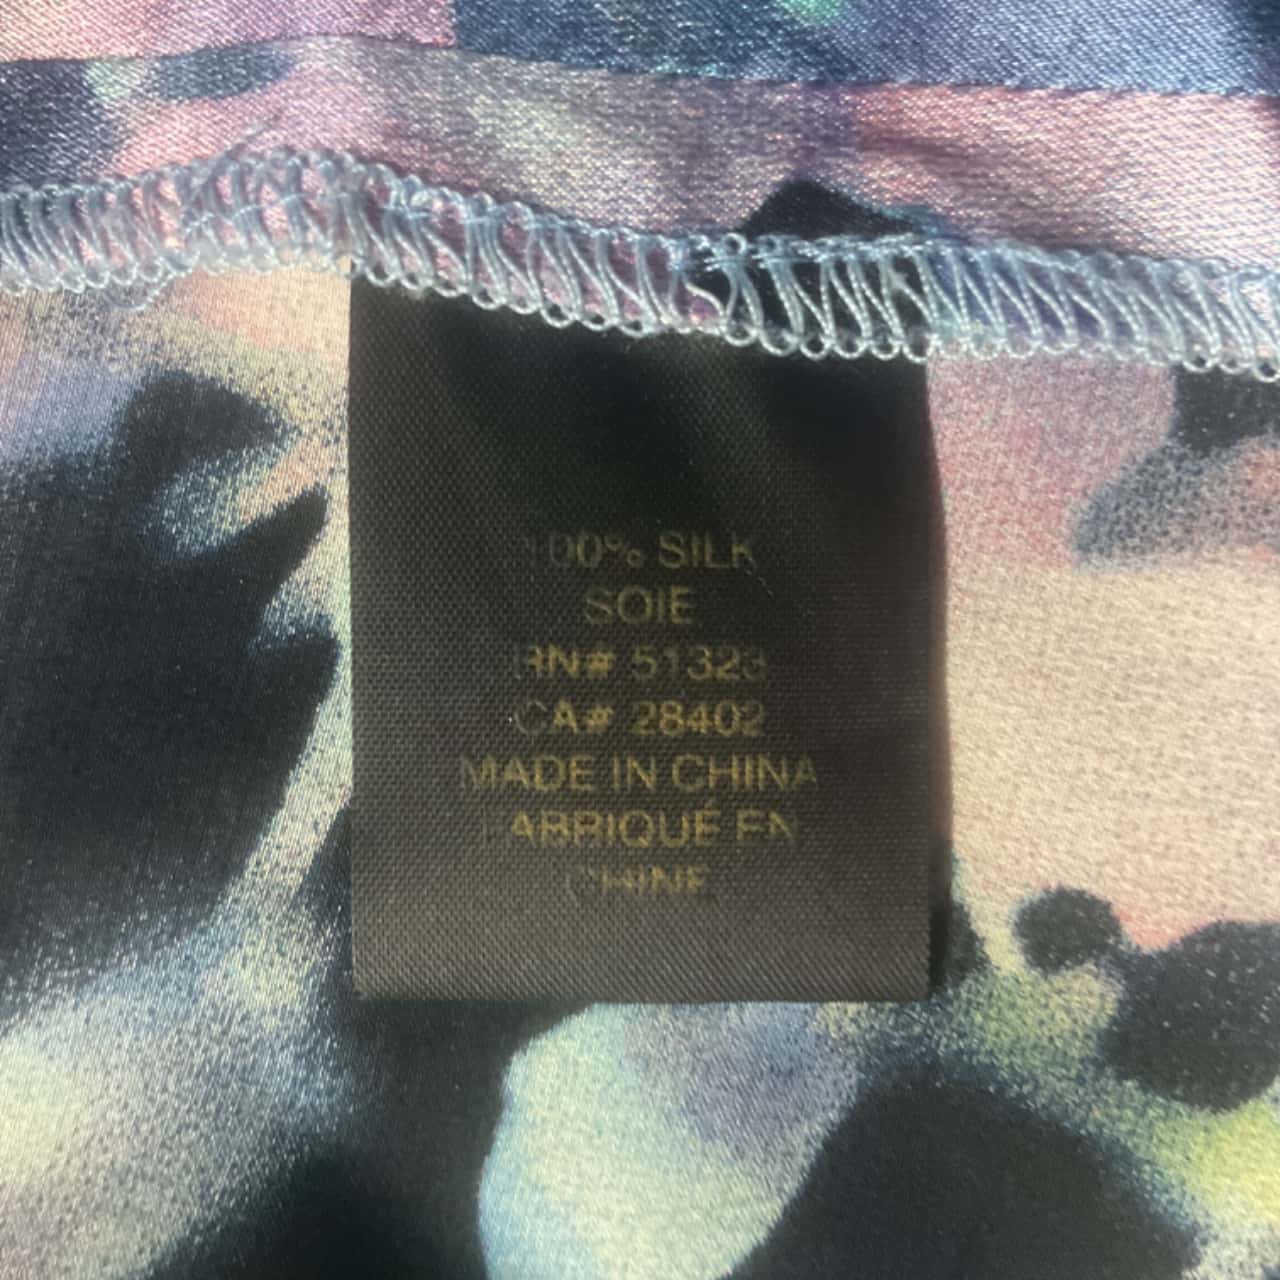 100% SILK
SOIE
RN# 51323
CA# 28402
MADE IN CHINA
FABRIQUÉ EN
CHINE